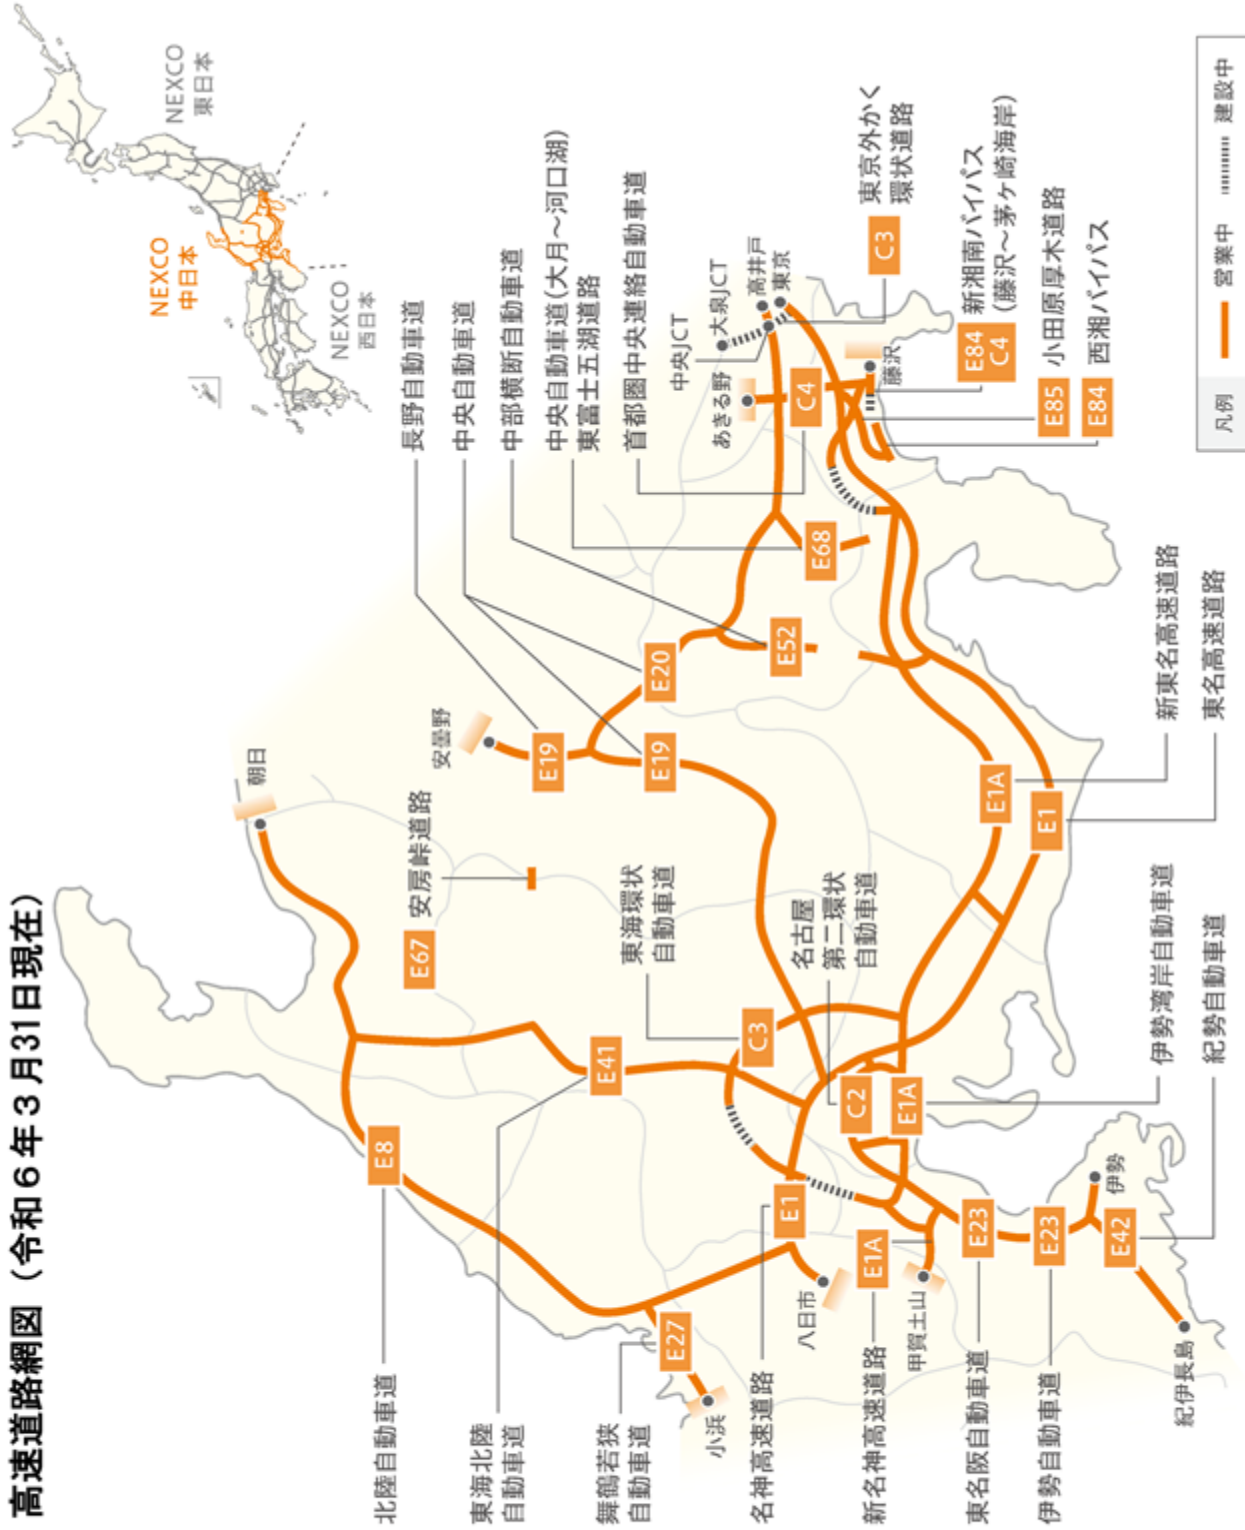 高速道路網図（令和6年3月31日現在）
NEXCO
東日本
NEXCO
中日本
NEXCO
西日本
長野自動車道
中央自動車道
中部横断自動車道
中央自動車道(大月～河口湖)
東富士五湖道路
首都圏中央連絡自動車道
中央JCT
大泉JCT
高井戸
東京
あきる野
藤沢
C3
東京外かく
環状道路
E84
C4
新湘南バイパス
(藤沢～茅ヶ崎海岸)
E85
小田原厚木道路
E84
西湘バイパス
C4
E68
E52
E20
E19
E19
安曇野
朝日
E67
安房峠道路
東海環状
自動車道
C3
名古屋
第二環状
自動車道
C2
E1A
E1A
E1
新東名高速道路
東名高速道路
伊勢湾岸自動車道
紀勢自動車道
E8
E41
E1
E1A
E23
E23
E42
E27
伊勢
八日市
甲賀土山
小浜
紀伊長島
北陸自動車道
東海北陸
自動車道
舞鶴若狭
自動車道
名神高速道路
新名神高速道路
東名阪自動車道
伊勢自動車道
凡例
営業中
建設中